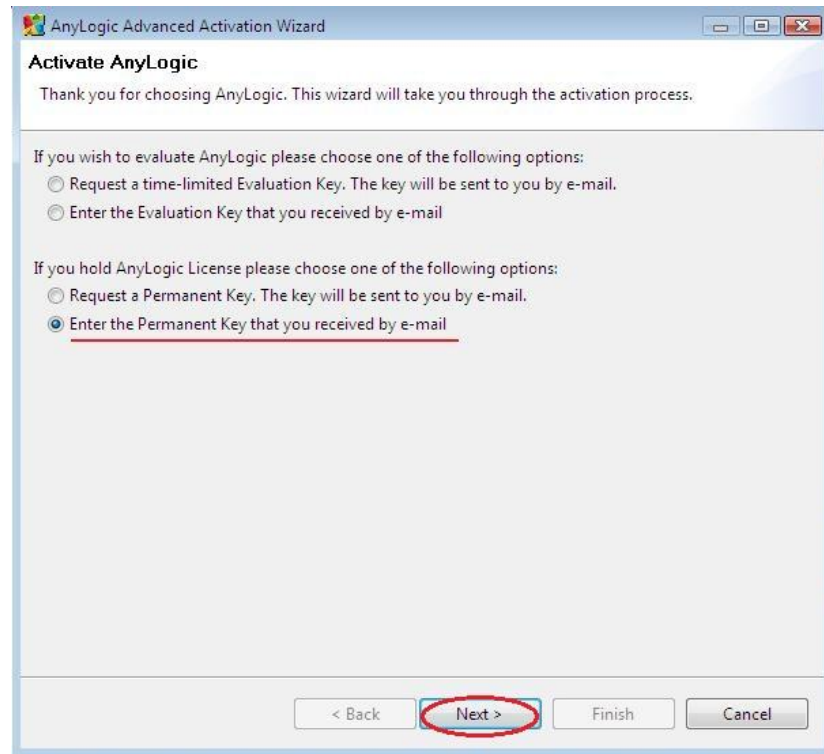 AnyLogic Advanced Activation Wizard
Activate AnyLogic
Thank you for choosing AnyLogic. This wizard will take you through the activation process.
If you wish to evaluate AnyLogic please choose one of the following options:
Request a time-limited Evaluation Key. The key will be sent to you by e-mail.
Enter the Evaluation Key that you received by e-mail
If you hold AnyLogic License please choose one of the following options:
Request a Permanent Key. The key will be sent to you by e-mail.
Enter the Permanent Key that you received by e-mail
< Back Next > Finish Cancel